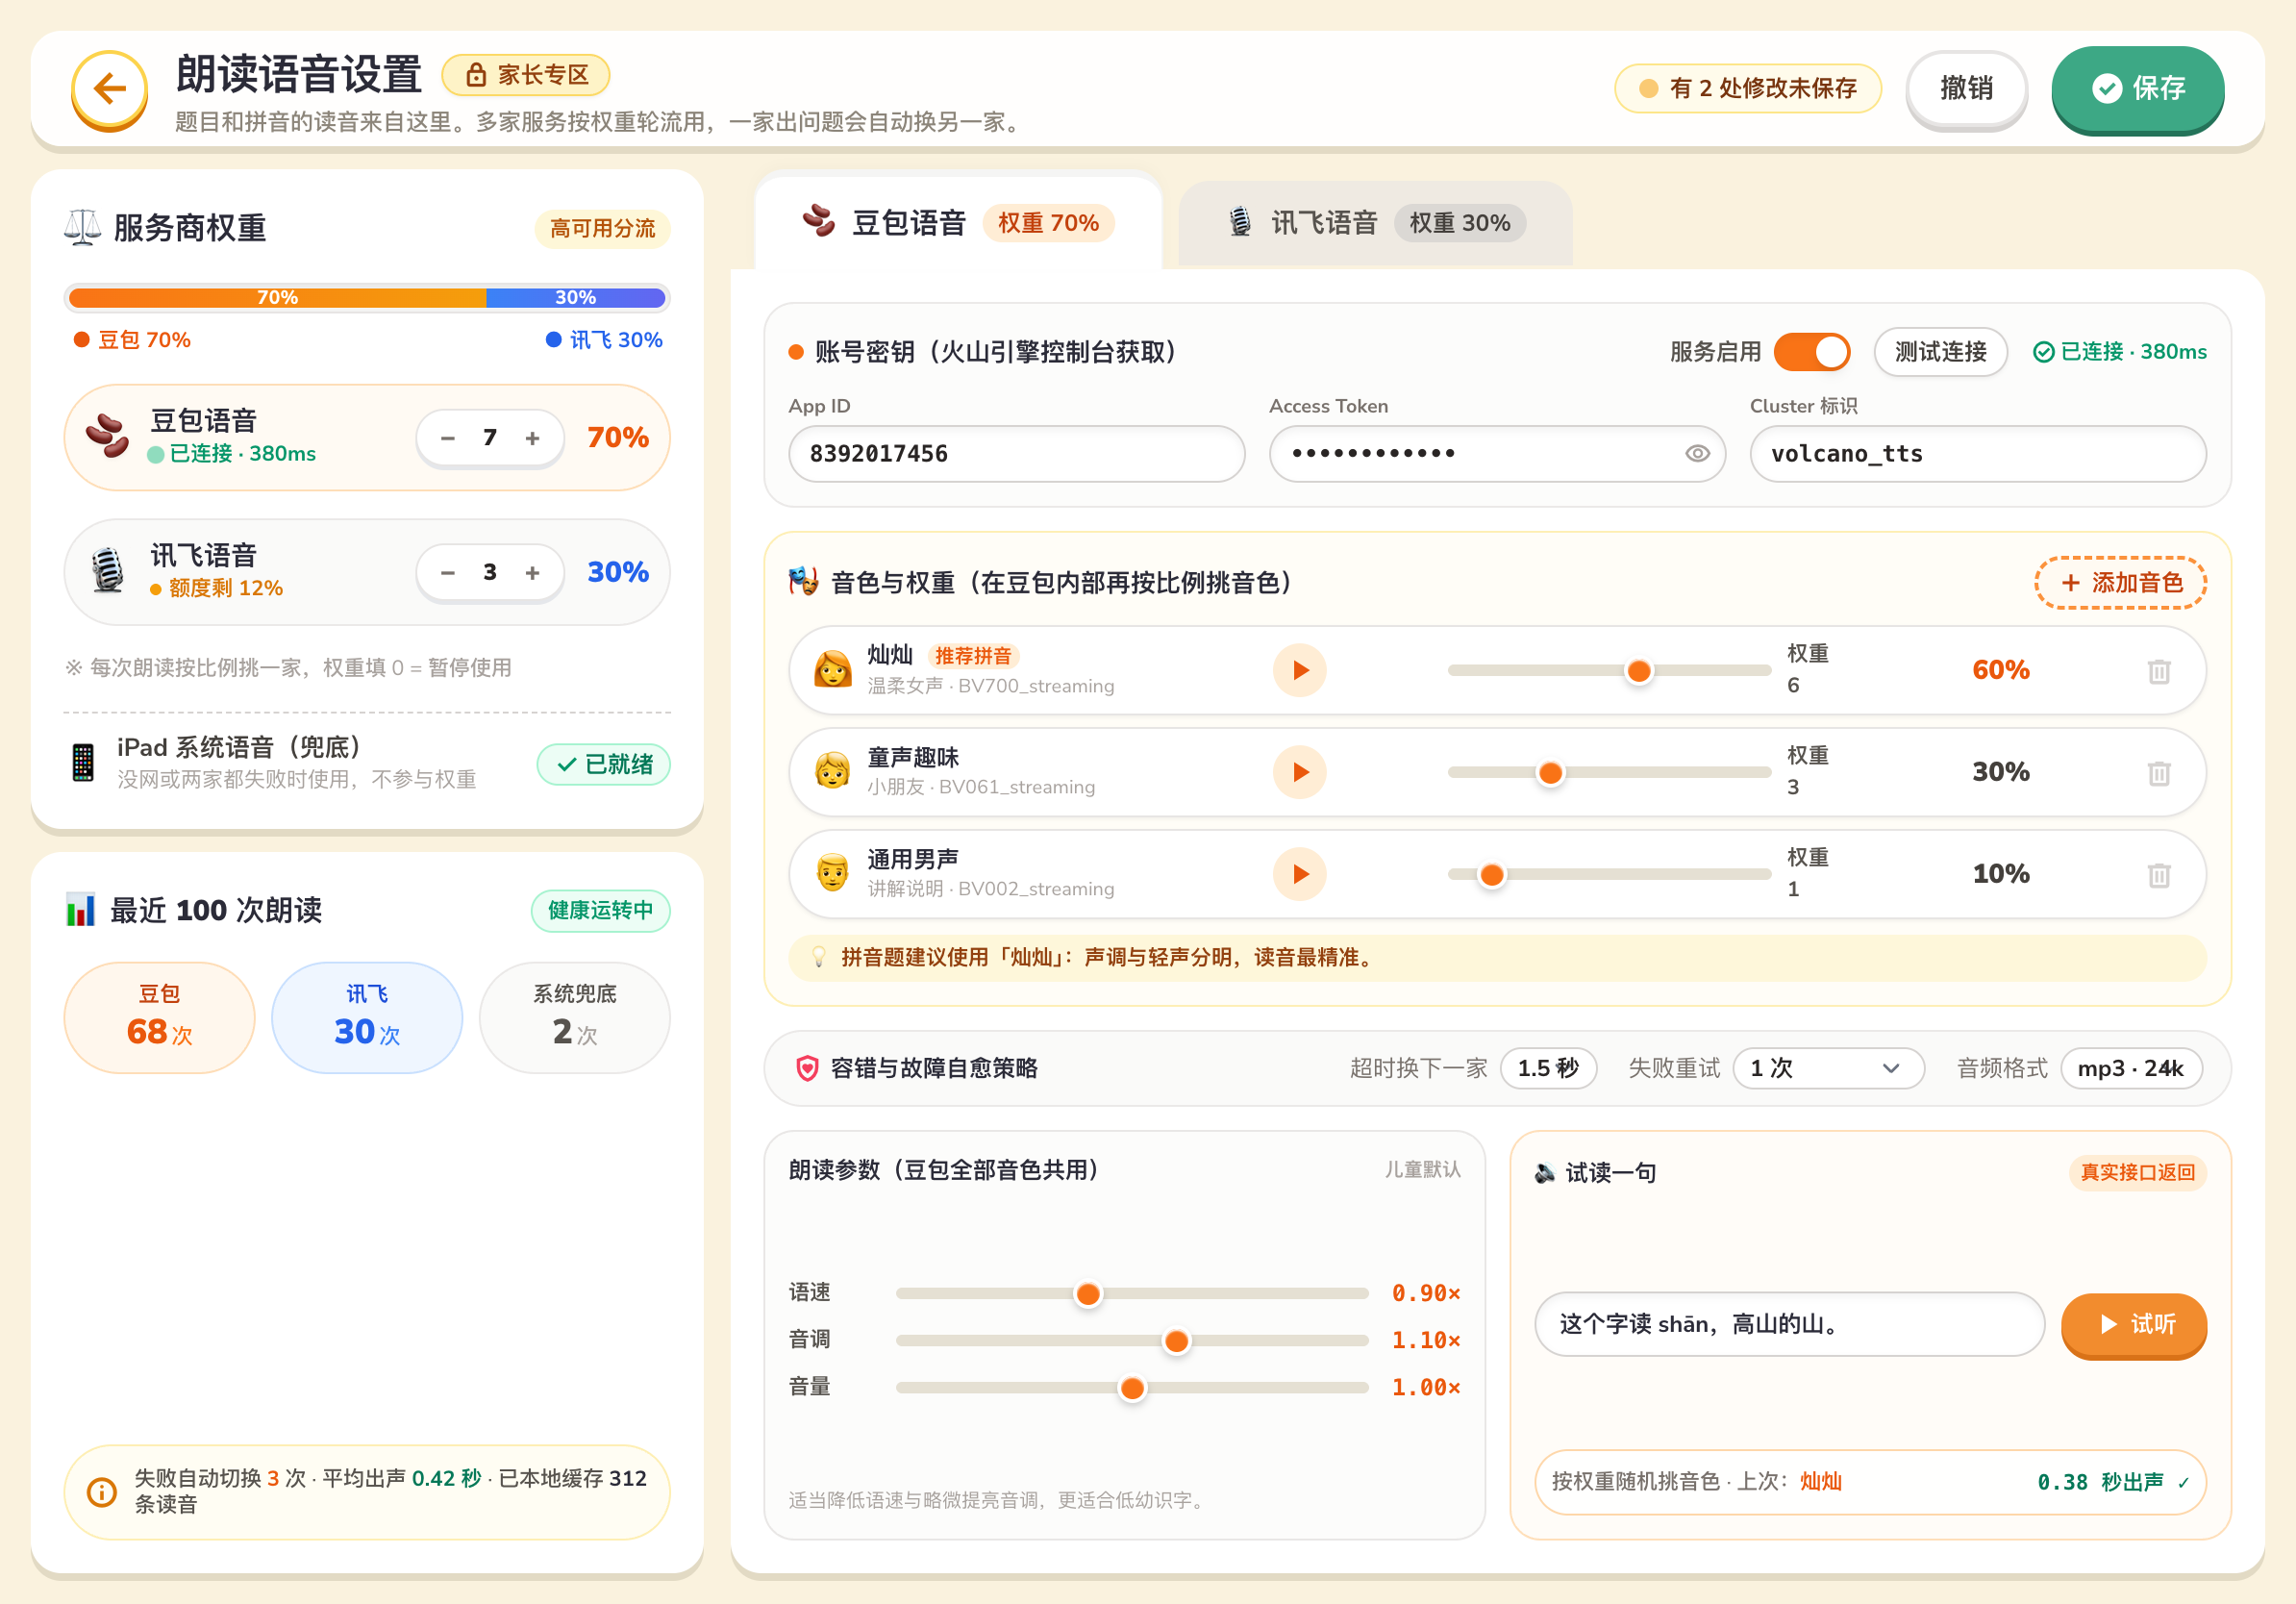 朗读语音设置
家长专区
题目和拼音的读音来自这里。多家服务按权重轮流用，一家出问题会自动换另一家。
有 2 处修改未保存
撤销
保存
服务商权重
高可用分流
70%
30%
豆包 70%
讯飞 30%
豆包语音
已连接 · 380ms
− 7 +
70%
讯飞语音
额度剩 12%
− 3 +
30%
※ 每次朗读按比例挑一家，权重填 0 = 暂停使用
iPad 系统语音（兜底）
没网或两家都失败时使用，不参与权重
已就绪
最近 100 次朗读
健康运转中
豆包
68 次
讯飞
30 次
系统兜底
2 次
失败自动切换 3 次 · 平均出声 0.42 秒 · 已本地缓存 312
条读音
豆包语音
权重 70%
讯飞语音
权重 30%
账号密钥（火山引擎控制台获取）
服务启用
测试连接
已连接 · 380ms
App ID
Access Token
Cluster 标识
8392017456
••••••••••••
volcano_tts
音色与权重（在豆包内部再按比例挑音色）
+ 添加音色
灿灿
推荐拼音
温柔女声 · BV700_streaming
权重
6
60%
童声趣味
小朋友 · BV061_streaming
权重
3
30%
通用男声
讲解说明 · BV002_streaming
权重
1
10%
拼音题建议使用「灿灿」：声调与轻声分明，读音最精准。
容错与故障自愈策略
超时换下一家
1.5 秒
失败重试
1 次
音频格式
mp3 · 24k
朗读参数（豆包全部音色共用）
儿童默认
语速
0.90×
音调
1.10×
音量
1.00×
适当降低语速与略微提亮音调，更适合低幼识字。
试读一句
真实接口返回
这个字读 shān，高山的山。
试听
按权重随机挑音色 · 上次：灿灿
0.38 秒出声 ✓